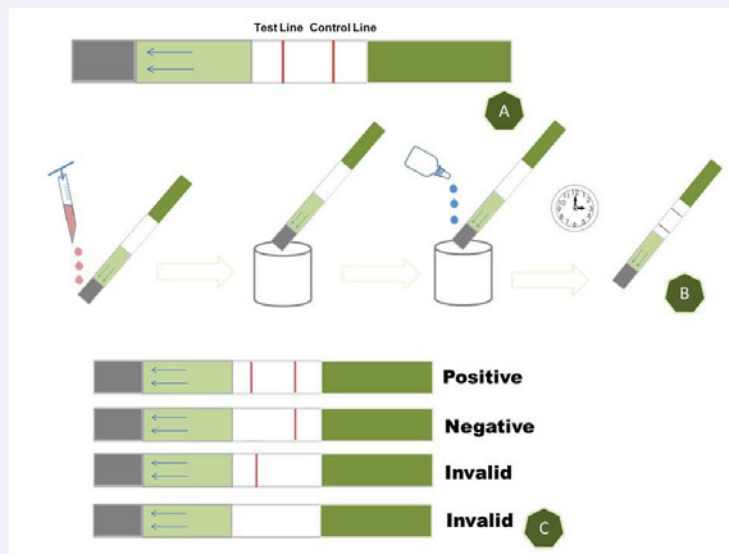 Test Line Control Line
A
B
Positive
Negative
Invalid
Invalid
C